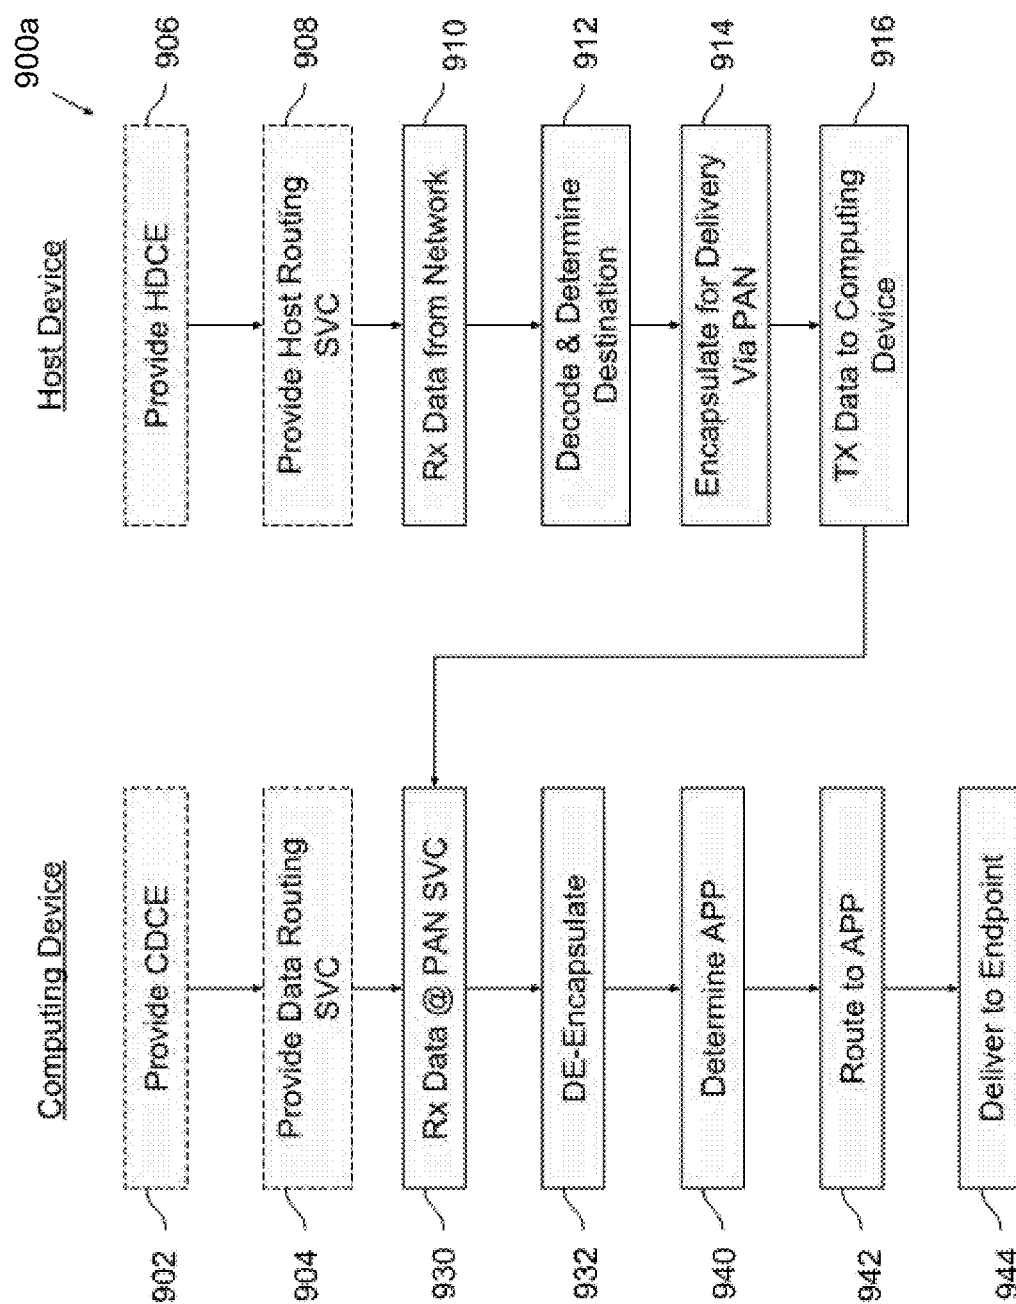 900a
Computing Device
902
Provide CDCE
904
Provide Data Routing
SVC
930
Rx Data @ PAN SVC
932
DE-Encapsulate
940
Determine APP
942
Route to APP
944
Deliver to Endpoint
Host Device
Provide HDCE
906
Provide Host Routing
SVC
908
Rx Data from Network
910
Decode & Determine
Destination
912
Encapsulate for Delivery
Via PAN
914
TX Data to Computing
Device
916